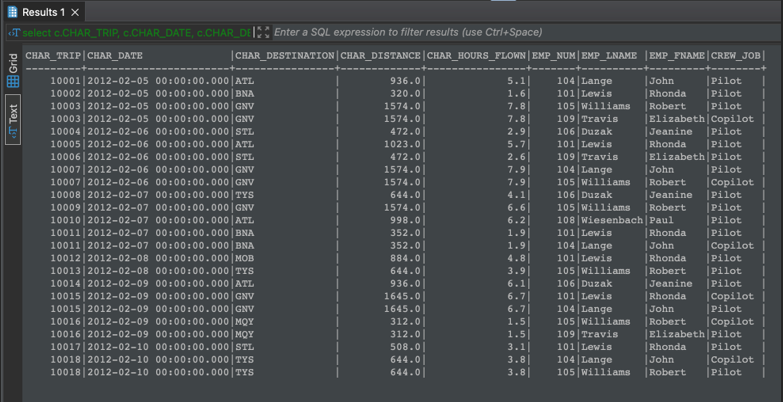 Results 1
select c.CHAR_TRIP, c.CHAR_DATE, c.CHAR_DE Enter a SQL expression to filter results (use Ctrl+Space)
Grid
Text
CHAR_TRIP|CHAR_DATE |CHAR_DESTINATION|CHAR_DISTANCE|CHAR_HOURS_FLOWN|EMP_NUM|EMP_LNAME |EMP_FNAME|CREW_JOB|
---------+-----------------------+----------------+-------------+----------------+-------+----------+---------+--------+
10001|2012-02-05 00:00:00.000|ATL | 936.0| 5.1| 104|Lange |John |Pilot |
10002|2012-02-05 00:00:00.000|BNA | 320.0| 1.6| 101|Lewis |Rhonda |Pilot |
10003|2012-02-05 00:00:00.000|GNV | 1574.0| 7.8| 105|Williams |Robert |Pilot |
10003|2012-02-05 00:00:00.000|GNV | 1574.0| 7.8| 109|Travis |Elizabeth|Copilot |
10004|2012-02-06 00:00:00.000|STL | 472.0| 2.9| 106|Duzak |Jeanine |Pilot |
10005|2012-02-06 00:00:00.000|ATL | 1023.0| 5.7| 101|Lewis |Rhonda |Pilot |
10006|2012-02-06 00:00:00.000|STL | 472.0| 2.6| 109|Travis |Elizabeth|Pilot |
10007|2012-02-06 00:00:00.000|GNV | 1574.0| 7.9| 104|Lange |John |Pilot |
10007|2012-02-06 00:00:00.000|GNV | 1574.0| 7.9| 105|Williams |Robert |Copilot |
10008|2012-02-07 00:00:00.000|TYS | 644.0| 4.1| 106|Duzak |Jeanine |Pilot |
10009|2012-02-07 00:00:00.000|GNV | 1574.0| 6.6| 105|Williams |Robert |Pilot |
10010|2012-02-07 00:00:00.000|ATL | 998.0| 6.2| 108|Wiesenbach|Paul |Pilot |
10011|2012-02-07 00:00:00.000|BNA | 352.0| 1.9| 101|Lewis |Rhonda |Pilot |
10011|2012-02-07 00:00:00.000|BNA | 352.0| 1.9| 104|Lange |John |Copilot |
10012|2012-02-08 00:00:00.000|MOB | 884.0| 4.8| 101|Lewis |Rhonda |Pilot |
10013|2012-02-08 00:00:00.000|TYS | 644.0| 3.9| 105|Williams |Robert |Pilot |
10014|2012-02-09 00:00:00.000|ATL | 936.0| 6.1| 106|Duzak |Jeanine |Pilot |
10015|2012-02-09 00:00:00.000|GNV | 1645.0| 6.7| 101|Lewis |Rhonda |Copilot |
10015|2012-02-09 00:00:00.000|GNV | 1645.0| 6.7| 104|Lange |John |Pilot |
10016|2012-02-09 00:00:00.000|MQY | 312.0| 1.5| 105|Williams |Robert |Copilot |
10016|2012-02-09 00:00:00.000|MQY | 312.0| 1.5| 109|Travis |Elizabeth|Pilot |
10017|2012-02-10 00:00:00.000|STL | 508.0| 3.1| 101|Lewis |Rhonda |Pilot |
10018|2012-02-10 00:00:00.000|TYS | 644.0| 3.8| 104|Lange |John |Copilot |
10018|2012-02-10 00:00:00.000|TYS | 644.0| 3.8| 105|Williams |Robert |Pilot |